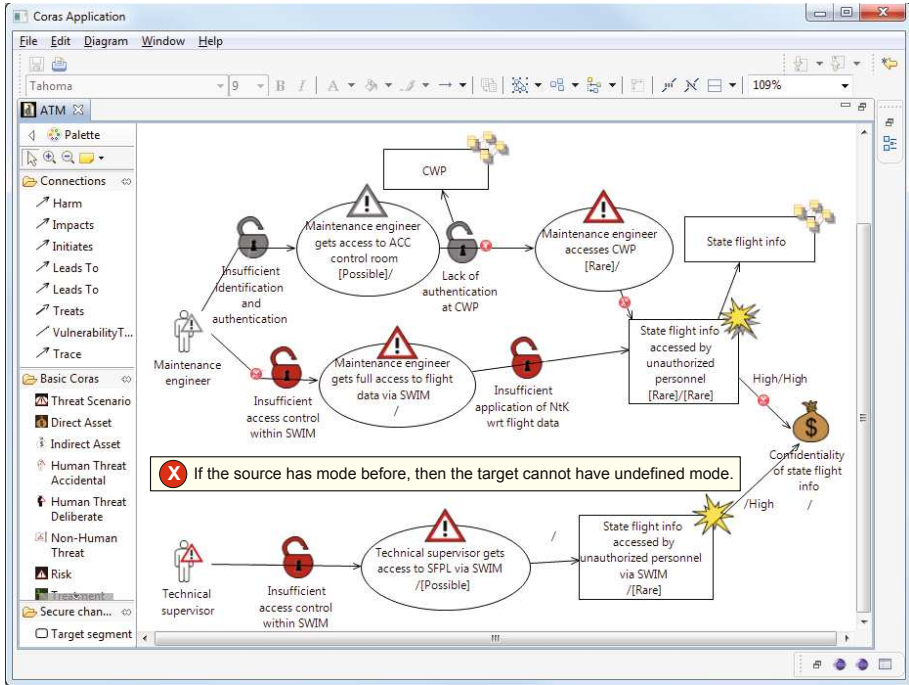 Coras Application
File Edit Diagram Window Help
Tahoma
9
B I A
109%
ATM
Palette
Connections
Harm
Impacts
Initiates
Leads To
Leads To
Treats
VulnerabilityT...
Trace
Basic Coras
Threat Scenario
Direct Asset
Indirect Asset
Human Threat
Accidental
Human Threat
Deliberate
Non-Human
Threat
Risk
Treatment
Secure chan...
Target segment
CWP
Maintenance engineer
gets access to ACC
control room
[Possible]/
Insufficient
identification
and
authentication
Lack of
authentication
at CWP
Maintenance engineer
accesses CWP
[Rare]/
State flight info
Maintenance
engineer
Insufficient
access control
within SWIM
Maintenance engineer
gets full access to flight
data via SWIM
/
Insufficient
application of NtK
wrt flight data
State flight info
accessed by
unauthorized
personnel
[Rare]/[Rare]
High/High
$
Confidentiality
of state flight
info
/
X If the source has mode before, then the target cannot have undefined mode.
/High
Technical
supervisor
Insufficient
access control
within SWIM
Technical supervisor gets
access to SFPL via SWIM
/[Possible]
/
State flight info
accessed by
unauthorized personnel
via SWIM
/[Rare]